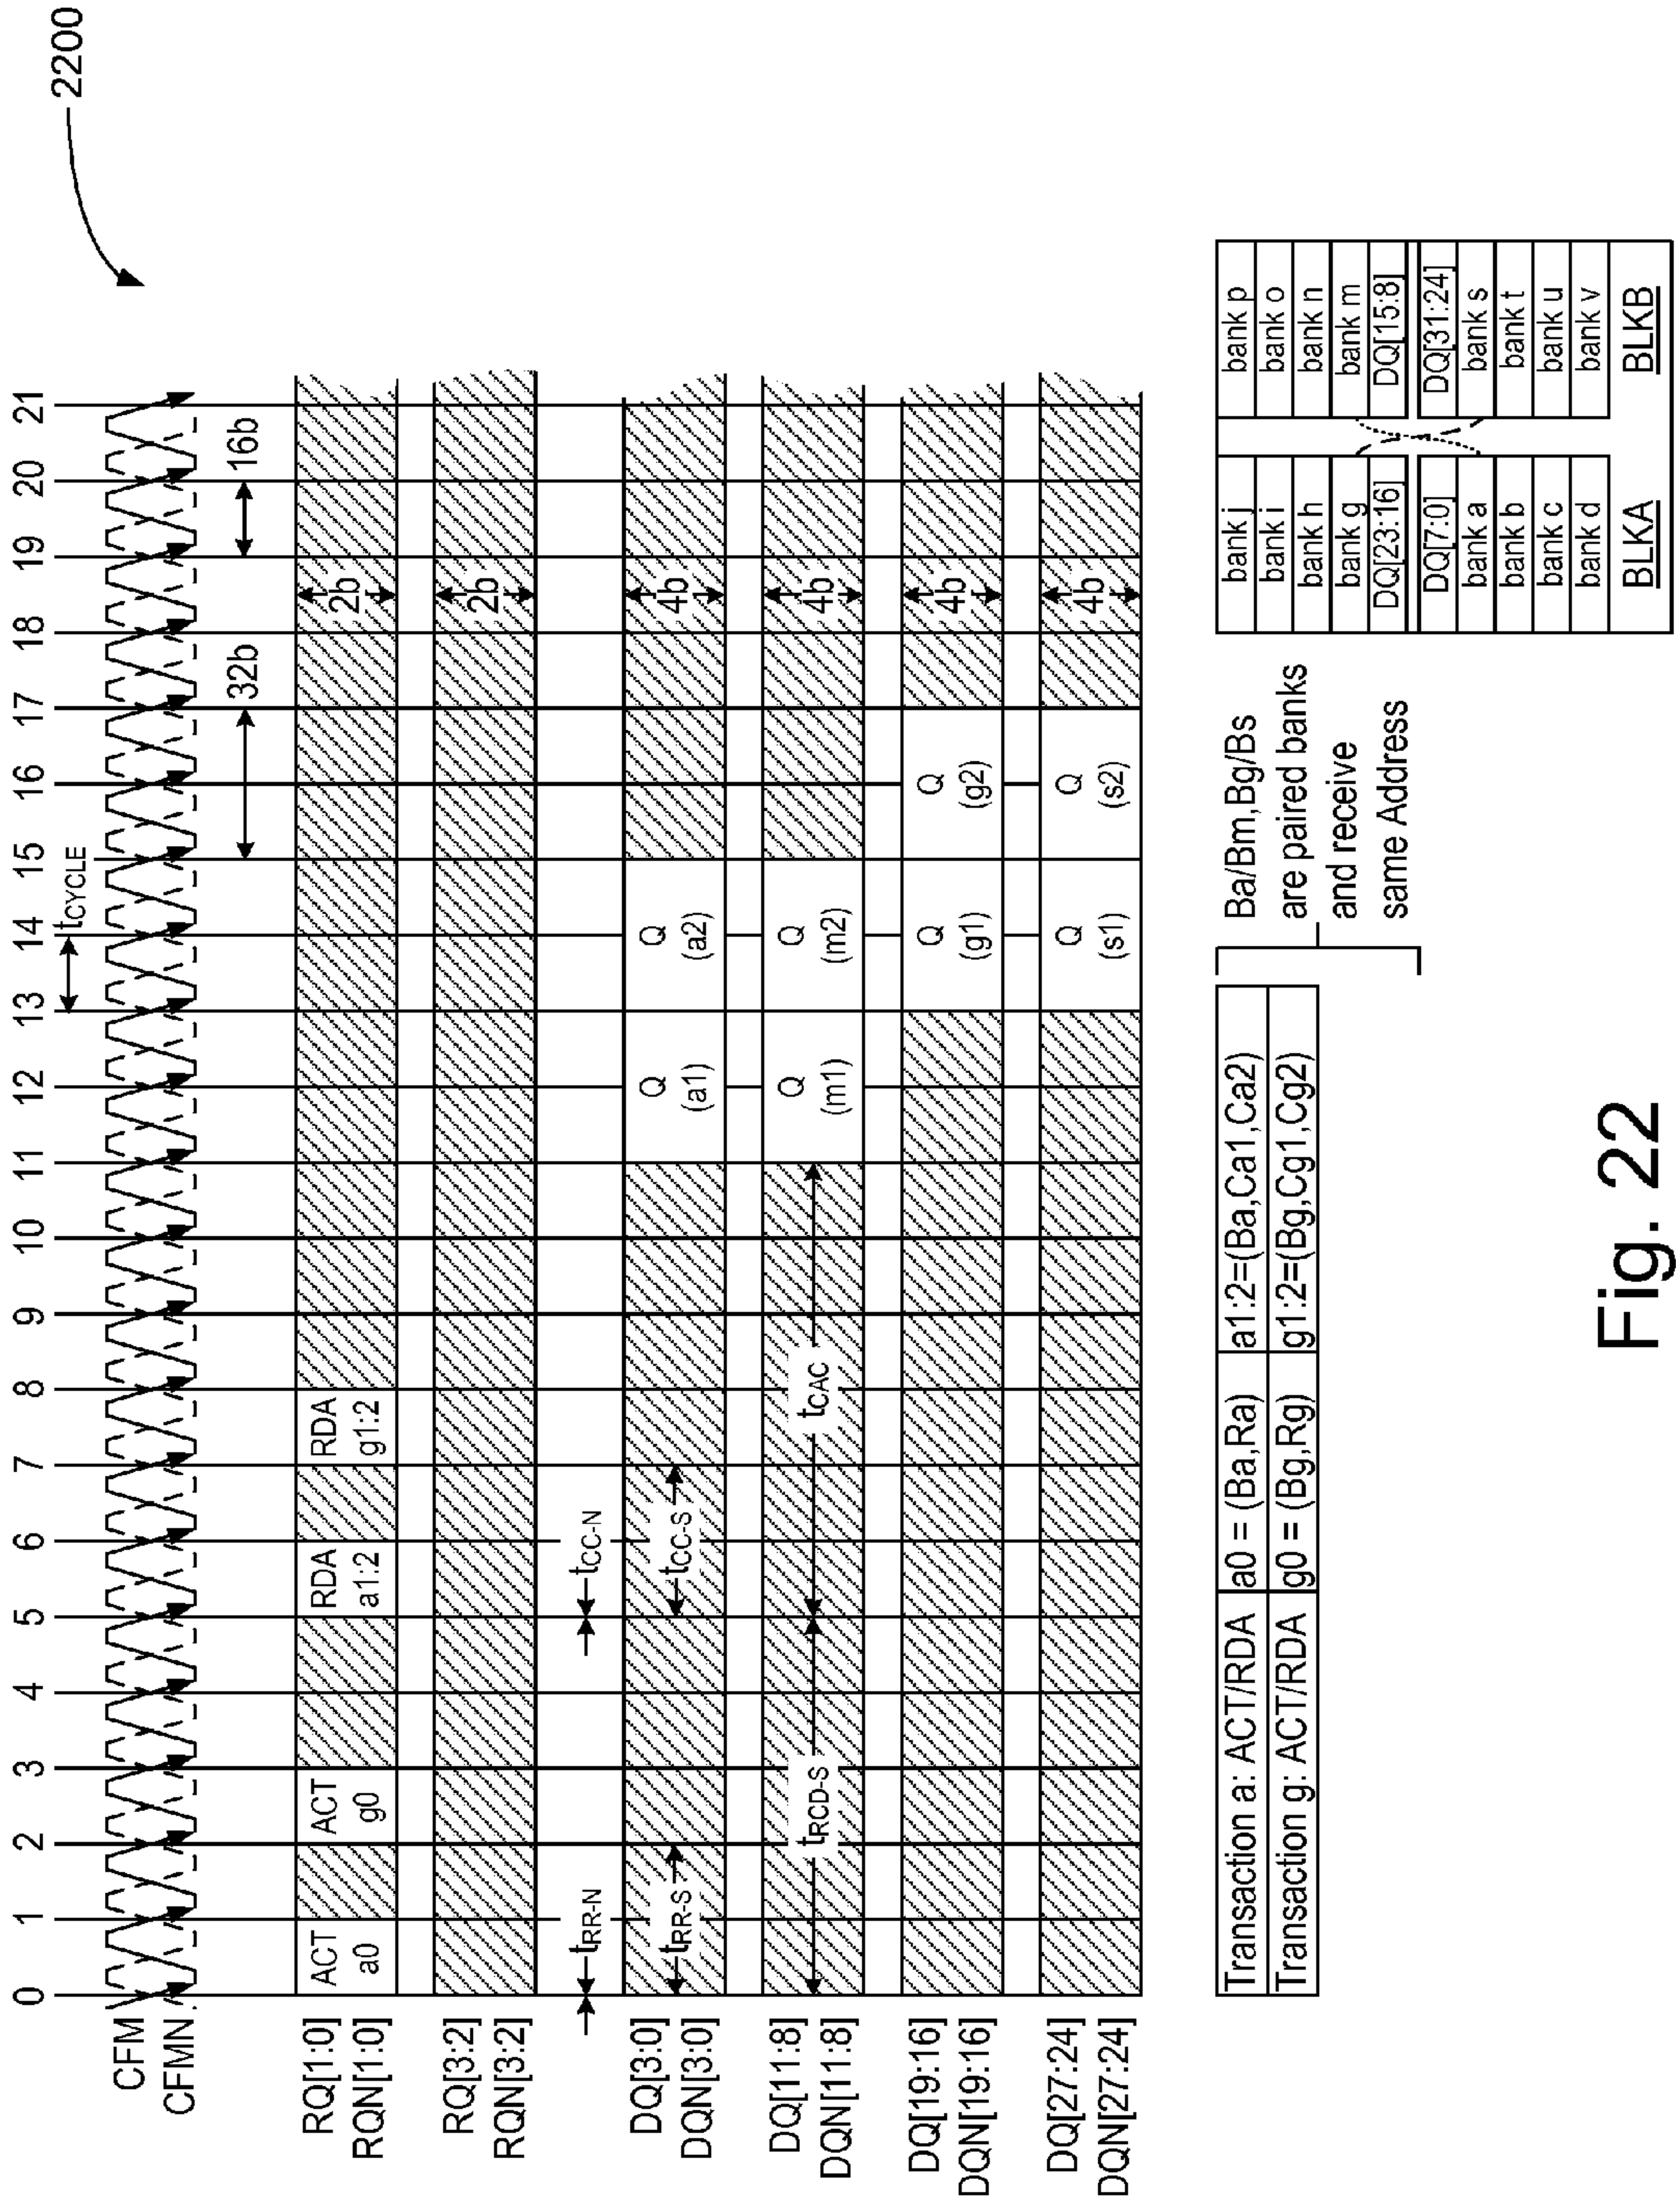 2200
0 1 2 3 4 5 6 7 8 9 10 11 12 13 14 15 16 17 18 19 20 21
tCYCLE
CFM
CFMN
32b 16b
RQ[1:0]
RQN[1:0]
ACT
a0
ACT
g0
RDA
a1:2
RDA
g1:2
2b
RQ[3:2]
RQN[3:2]
2b
tRR-N
tCC-N
DQ[3:0]
DQN[3:0]
tRR-S
tCC-S
Q
(a1)
Q
(a2)
4b
DQ[11:8]
DQN[11:8]
tRCD-S
tCAC
Q
(m1)
Q
(m2)
4b
DQ[19:16]
DQN[19:16]
Q
(g1)
Q
(g2)
4b
DQ[27:24]
DQN[27:24]
Q
(s1)
Q
(s2)
4b
Transaction a: ACT/RDA a0 = (Ba,Ra) a1:2=(Ba,Ca1,Ca2)
Transaction g: ACT/RDA g0 = (Bg,Rg) g1:2=(Bg,Cg1,Cg2)
Ba/Bm,Bg/Bs
are paired banks
and receive
same Address
bank j bank p
bank i bank o
bank h bank n
bank g bank m
DQ[23:16] DQ[15:8]
DQ[7:0] DQ[31:24]
bank a bank s
bank b bank t
bank c bank u
bank d bank v
BLKA BLKB
Fig. 22